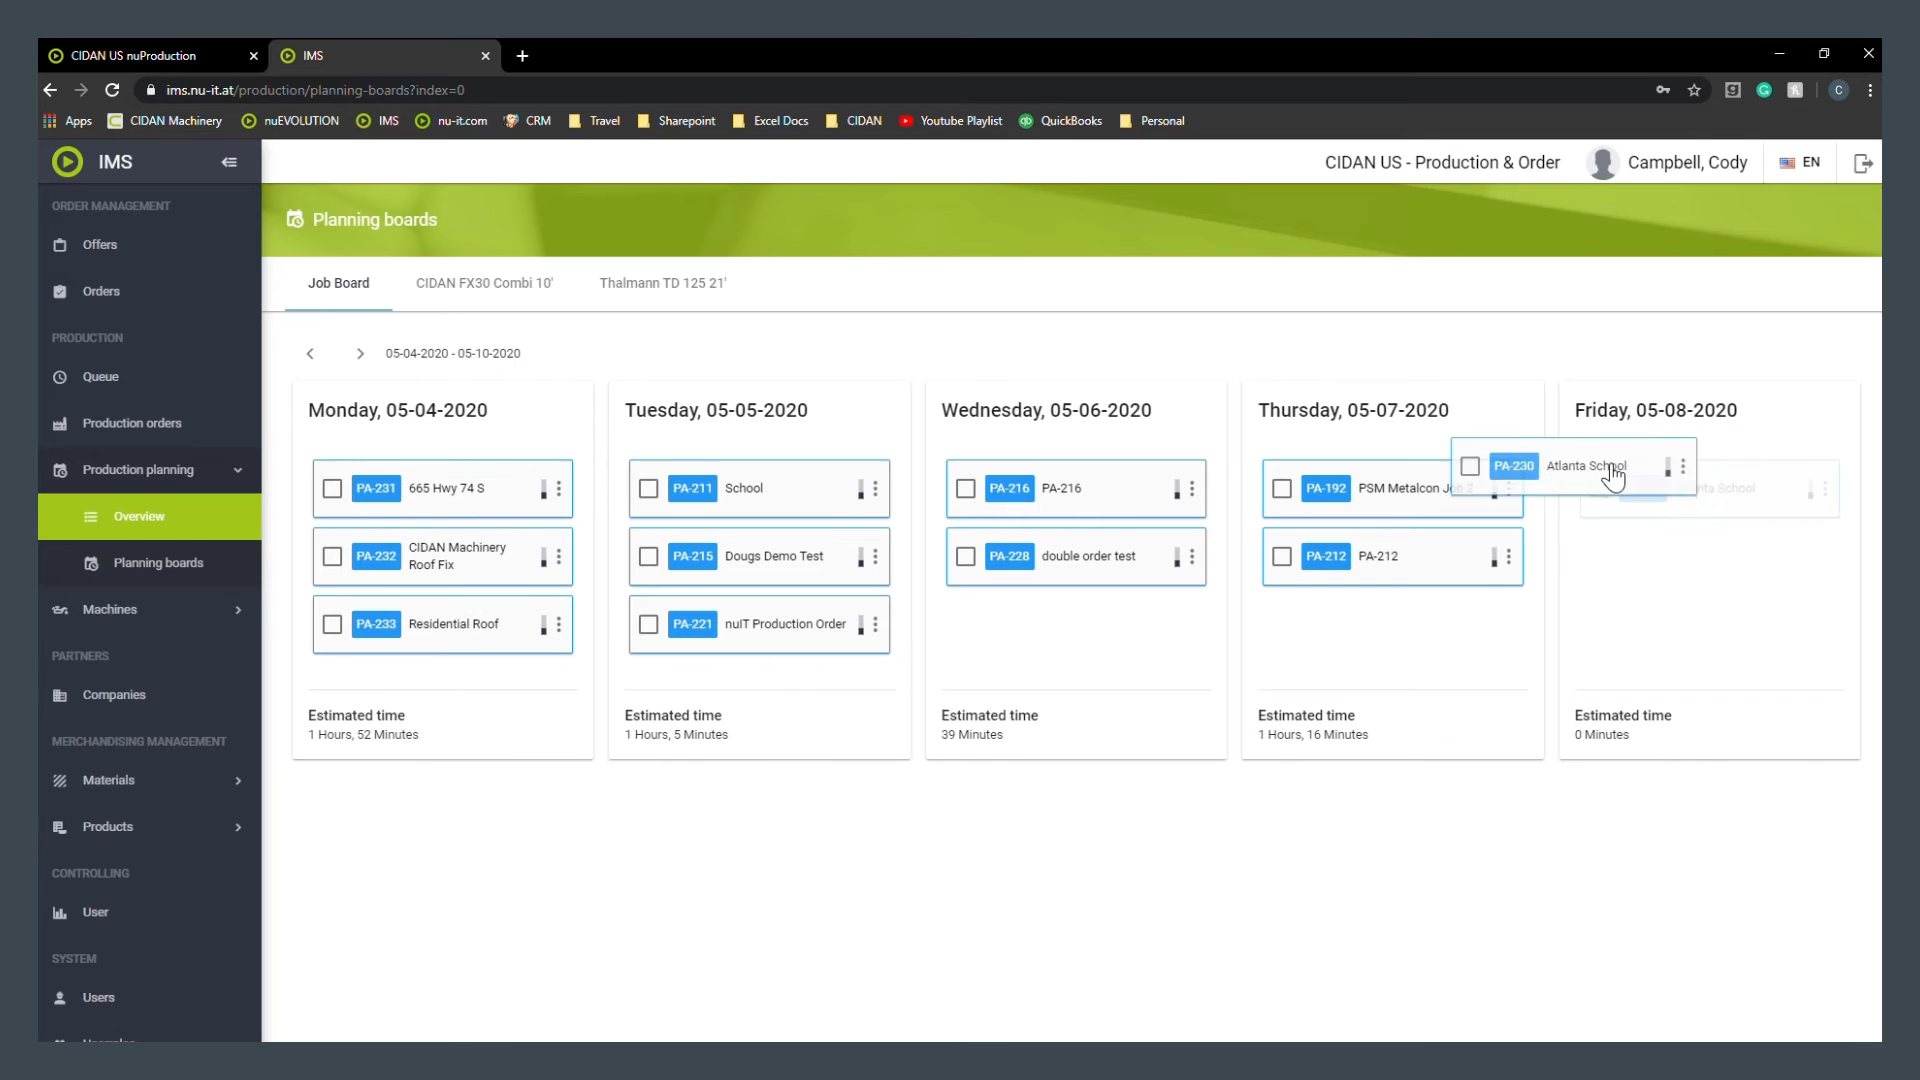 CIDAN US nuProduction
IMS
ims.nu-it.at/production/planning-boards?index=0
C
Apps
CIDAN Machinery
nuEVOLUTION
IMS
nu-it.com
CRM
Travel
Sharepoint
Excel Docs
CIDAN
Youtube Playlist
QuickBooks
Personal
IMS
CIDAN US - Production & Order
Campbell, Cody
EN
ORDER MANAGEMENT
Offers
Orders
PRODUCTION
Queue
Production orders
Production planning
Overview
Planning boards
Machines
PARTNERS
Companies
MERCHANDISING MANAGEMENT
Materials
Products
CONTROLLING
User
SYSTEM
Users
Planning boards
Job Board
CIDAN FX30 Combi 10'
Thalmann TD 125 21'
05-04-2020 - 05-10-2020
Monday, 05-04-2020
PA-231 665 Hwy 74 S
PA-232 CIDAN Machinery
Roof Fix
PA-233 Residential Roof
Estimated time
1 Hours, 52 Minutes
Tuesday, 05-05-2020
PA-211 School
PA-215 Dougs Demo Test
PA-221 nuIT Production Order
Estimated time
1 Hours, 5 Minutes
Wednesday, 05-06-2020
PA-216 PA-216
PA-228 double order test
Estimated time
39 Minutes
Thursday, 05-07-2020
PA-192 PSM Metalcon
PA-212 PA-212
Estimated time
1 Hours, 16 Minutes
Friday, 05-08-2020
PA-230 Atlanta School
School
Estimated time
0 Minutes